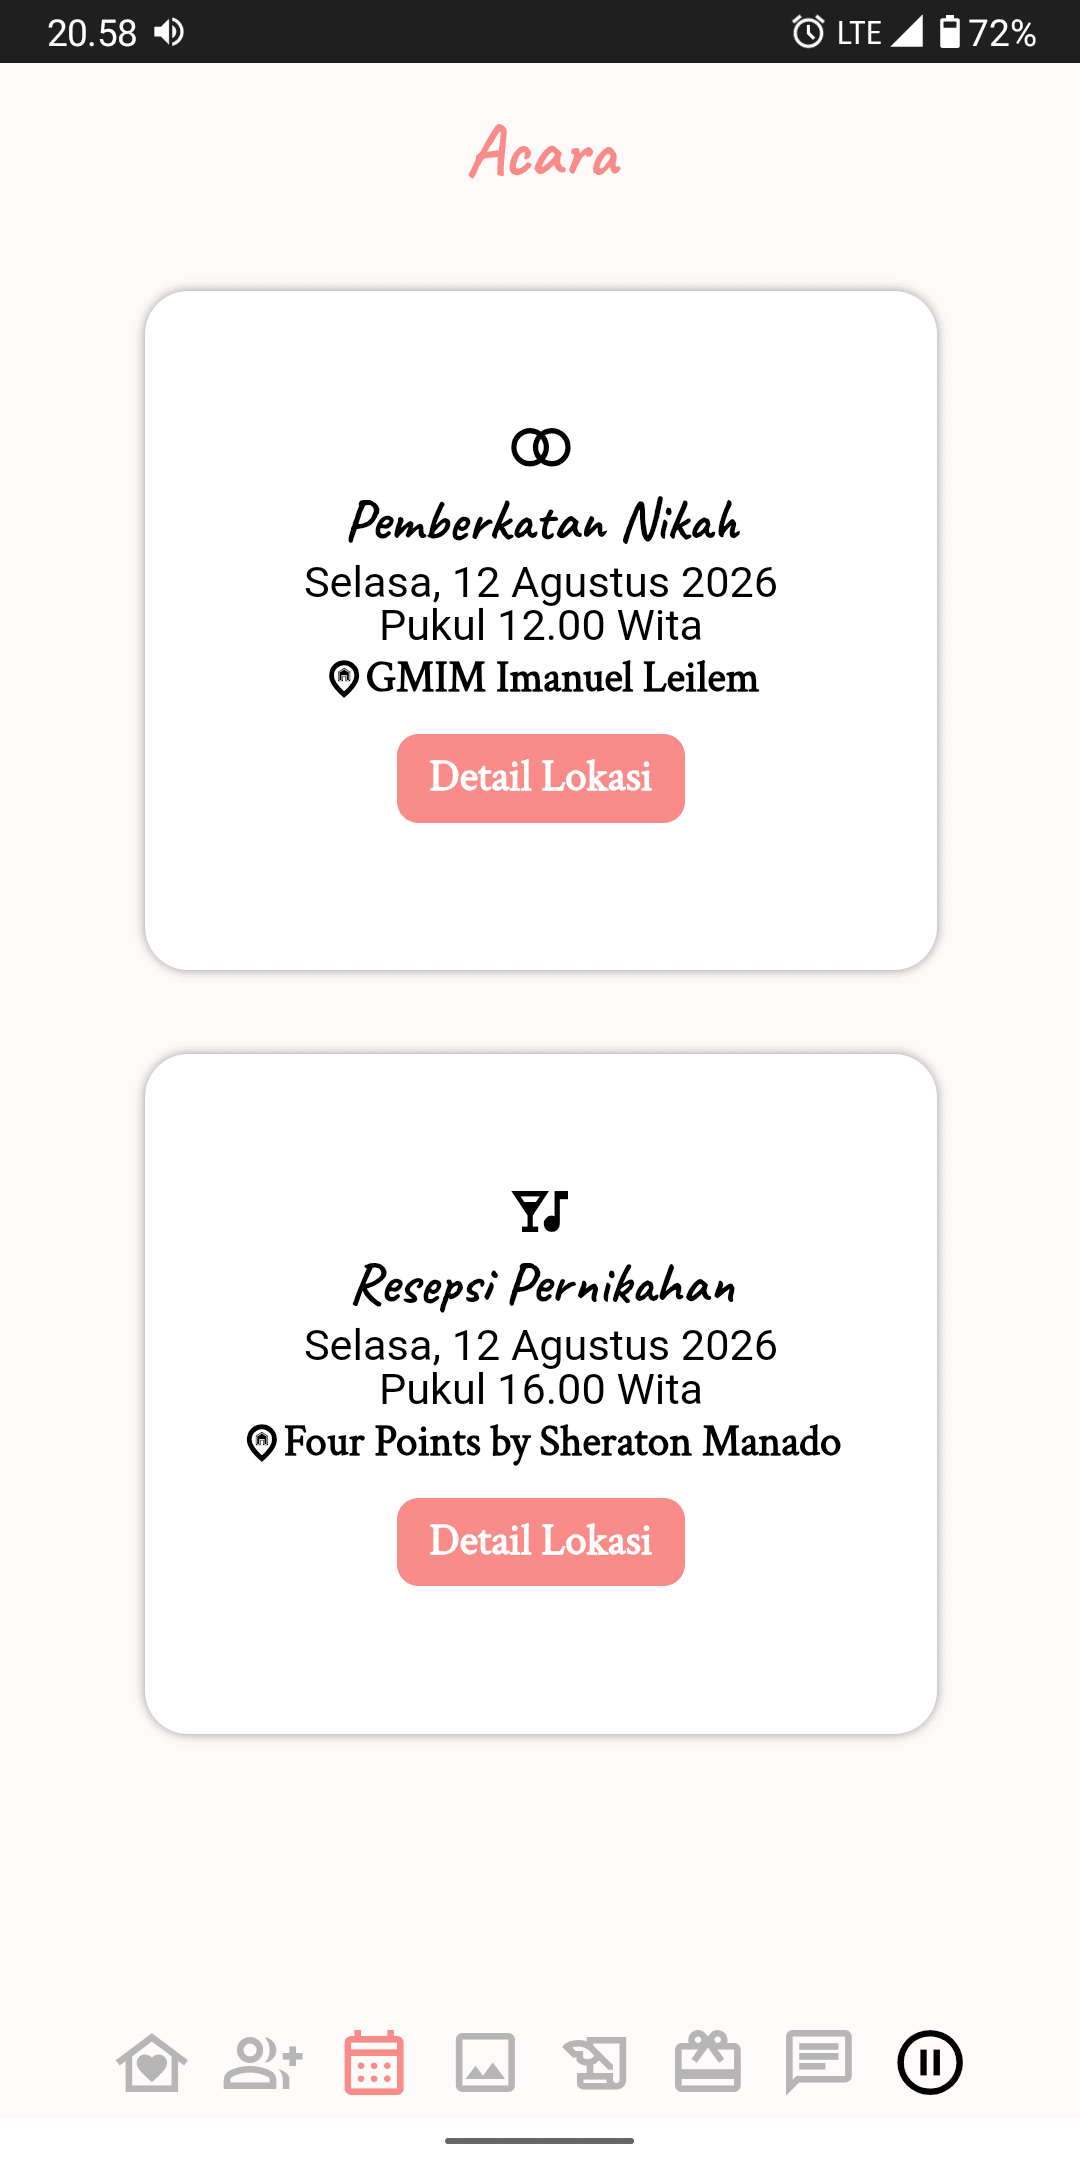 20.58
LTE 72%
Acara
Pemberkatan Nikah
Selasa, 12 Agustus 2026
Pukul 12.00 Wita
GMIM Imanuel Leilem
Detail Lokasi
Resepsi Pernikahan
Selasa, 12 Agustus 2026
Pukul 16.00 Wita
Four Points by Sheraton Manado
Detail Lokasi